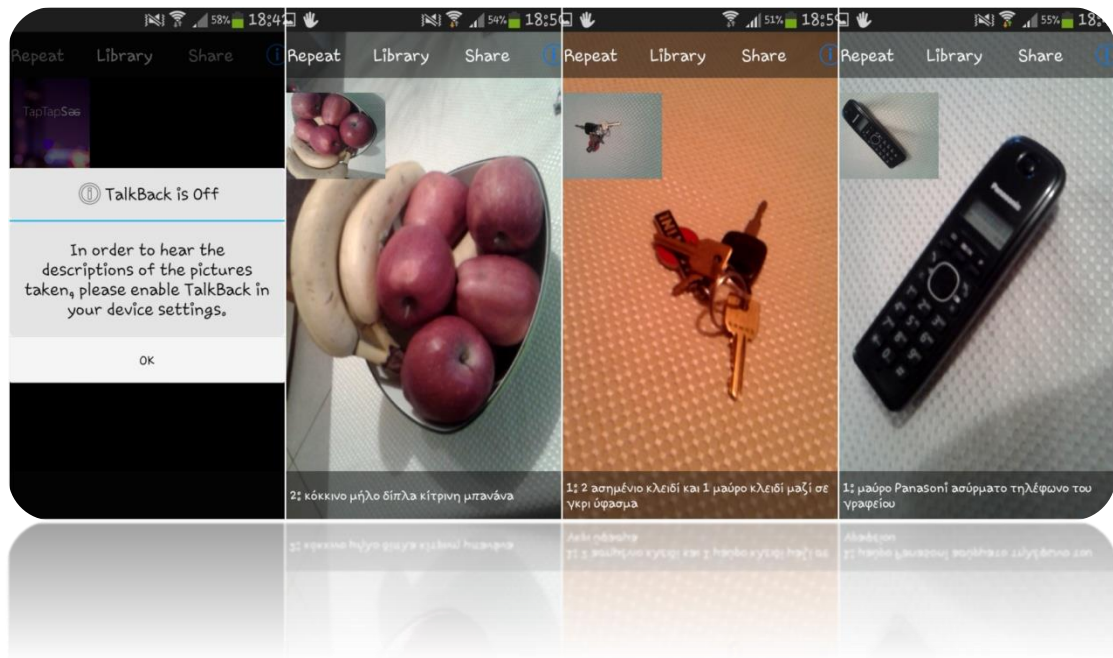 58% 18:4
Repeat Library Share
TapTapSee
TalkBack is Off
In order to hear the
descriptions of the pictures
taken, please enable TalkBack in
your device settings.
OK
54% 18:5
Repeat Library Share
2: κόκκινο μήλο δίπλα κίτρινη μπανάνα
51% 18:5
Repeat Library Share
MINI
1: 2 ασημένιο κλειδί και 1 μαύρο κλειδί μαζί σε
γκρι ύφασμα
55% 18:
Repeat Library Share
Panasonic
1: μαύρο Panasoni ασύρματο τηλέφωνο του
γραφείου